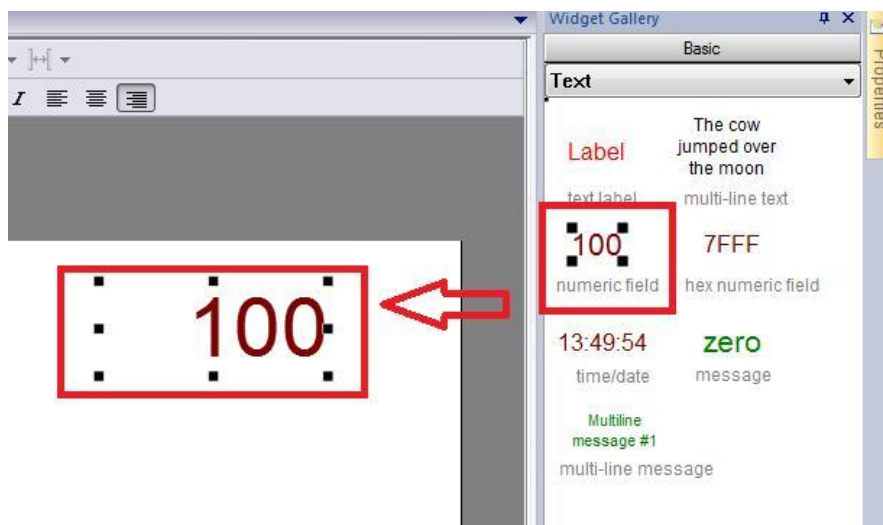 Widget Gallery
Basic
Text
Properties
I
Label
The cow
jumped over
the moon
text label
multi-line text
100
7FFF
numeric field
hex numeric field
100
13:49:54
zero
time/date
message
Multiline
message #1
multi-line message